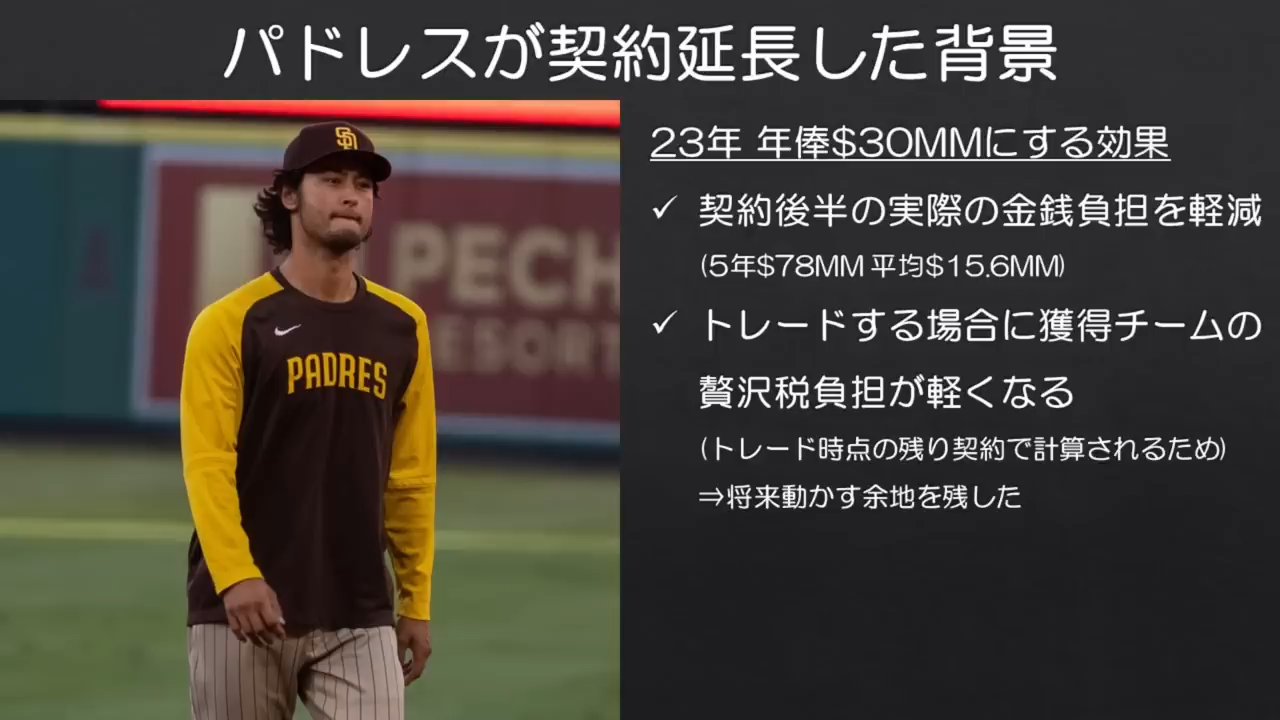 パドレスが契約延長した背景
23年 年俸$30MMにする効果
✓ 契約後半の実際の金銭負担を軽減
(5年$78MM 平均$15.6MM)
✓ トレードする場合に獲得チームの
贅沢税負担が軽くなる
(トレード時点の残り契約で計算されるため)
⇒将来動かす余地を残した
SD
PADRES
PECH
RESORT